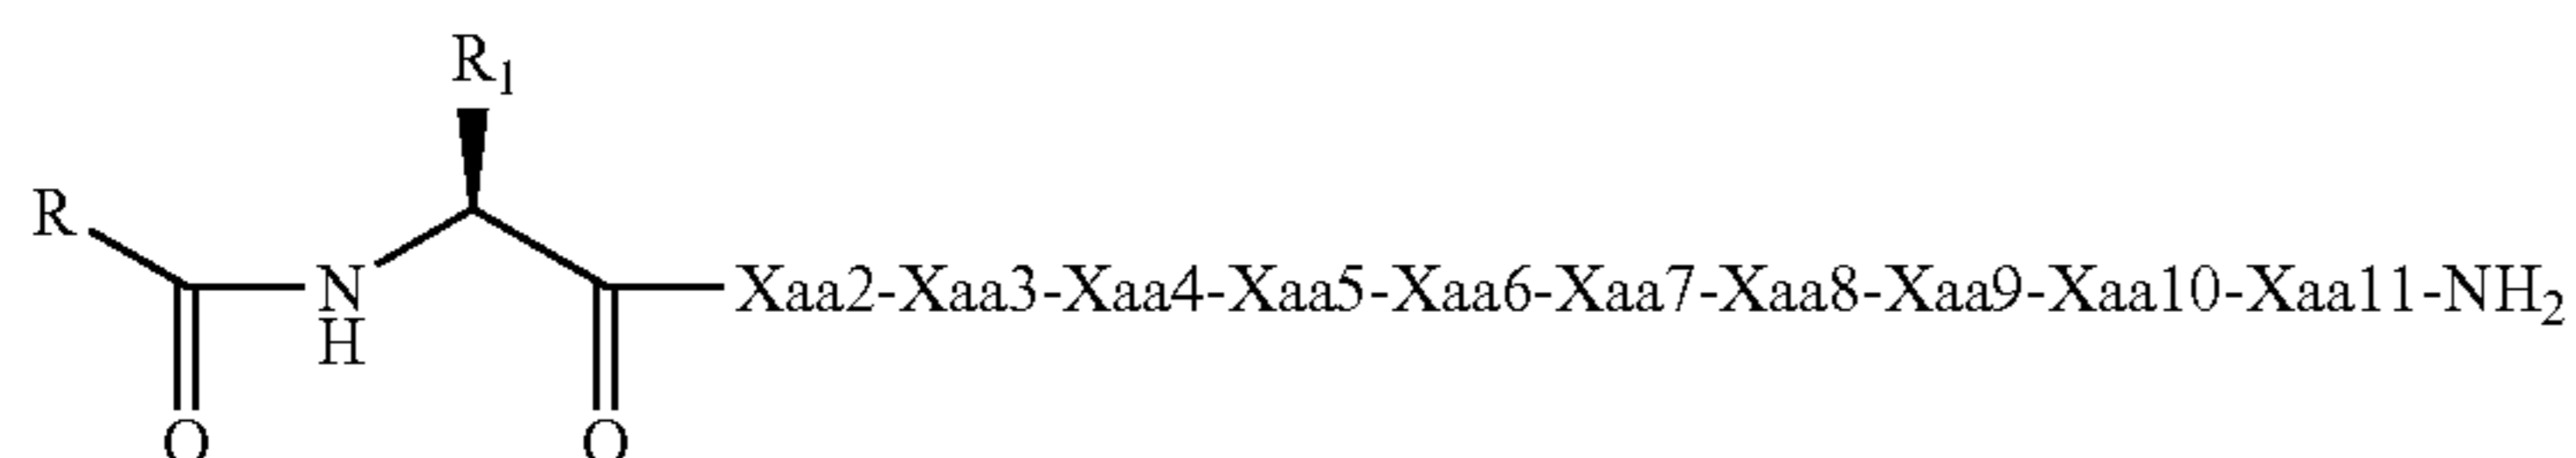 R₁
R
N
H
Xaa2-Xaa3-Xaa4-Xaa5-Xaa6-Xaa7-Xaa8-Xaa9-Xaa10-Xaa11-NH₂
O
O